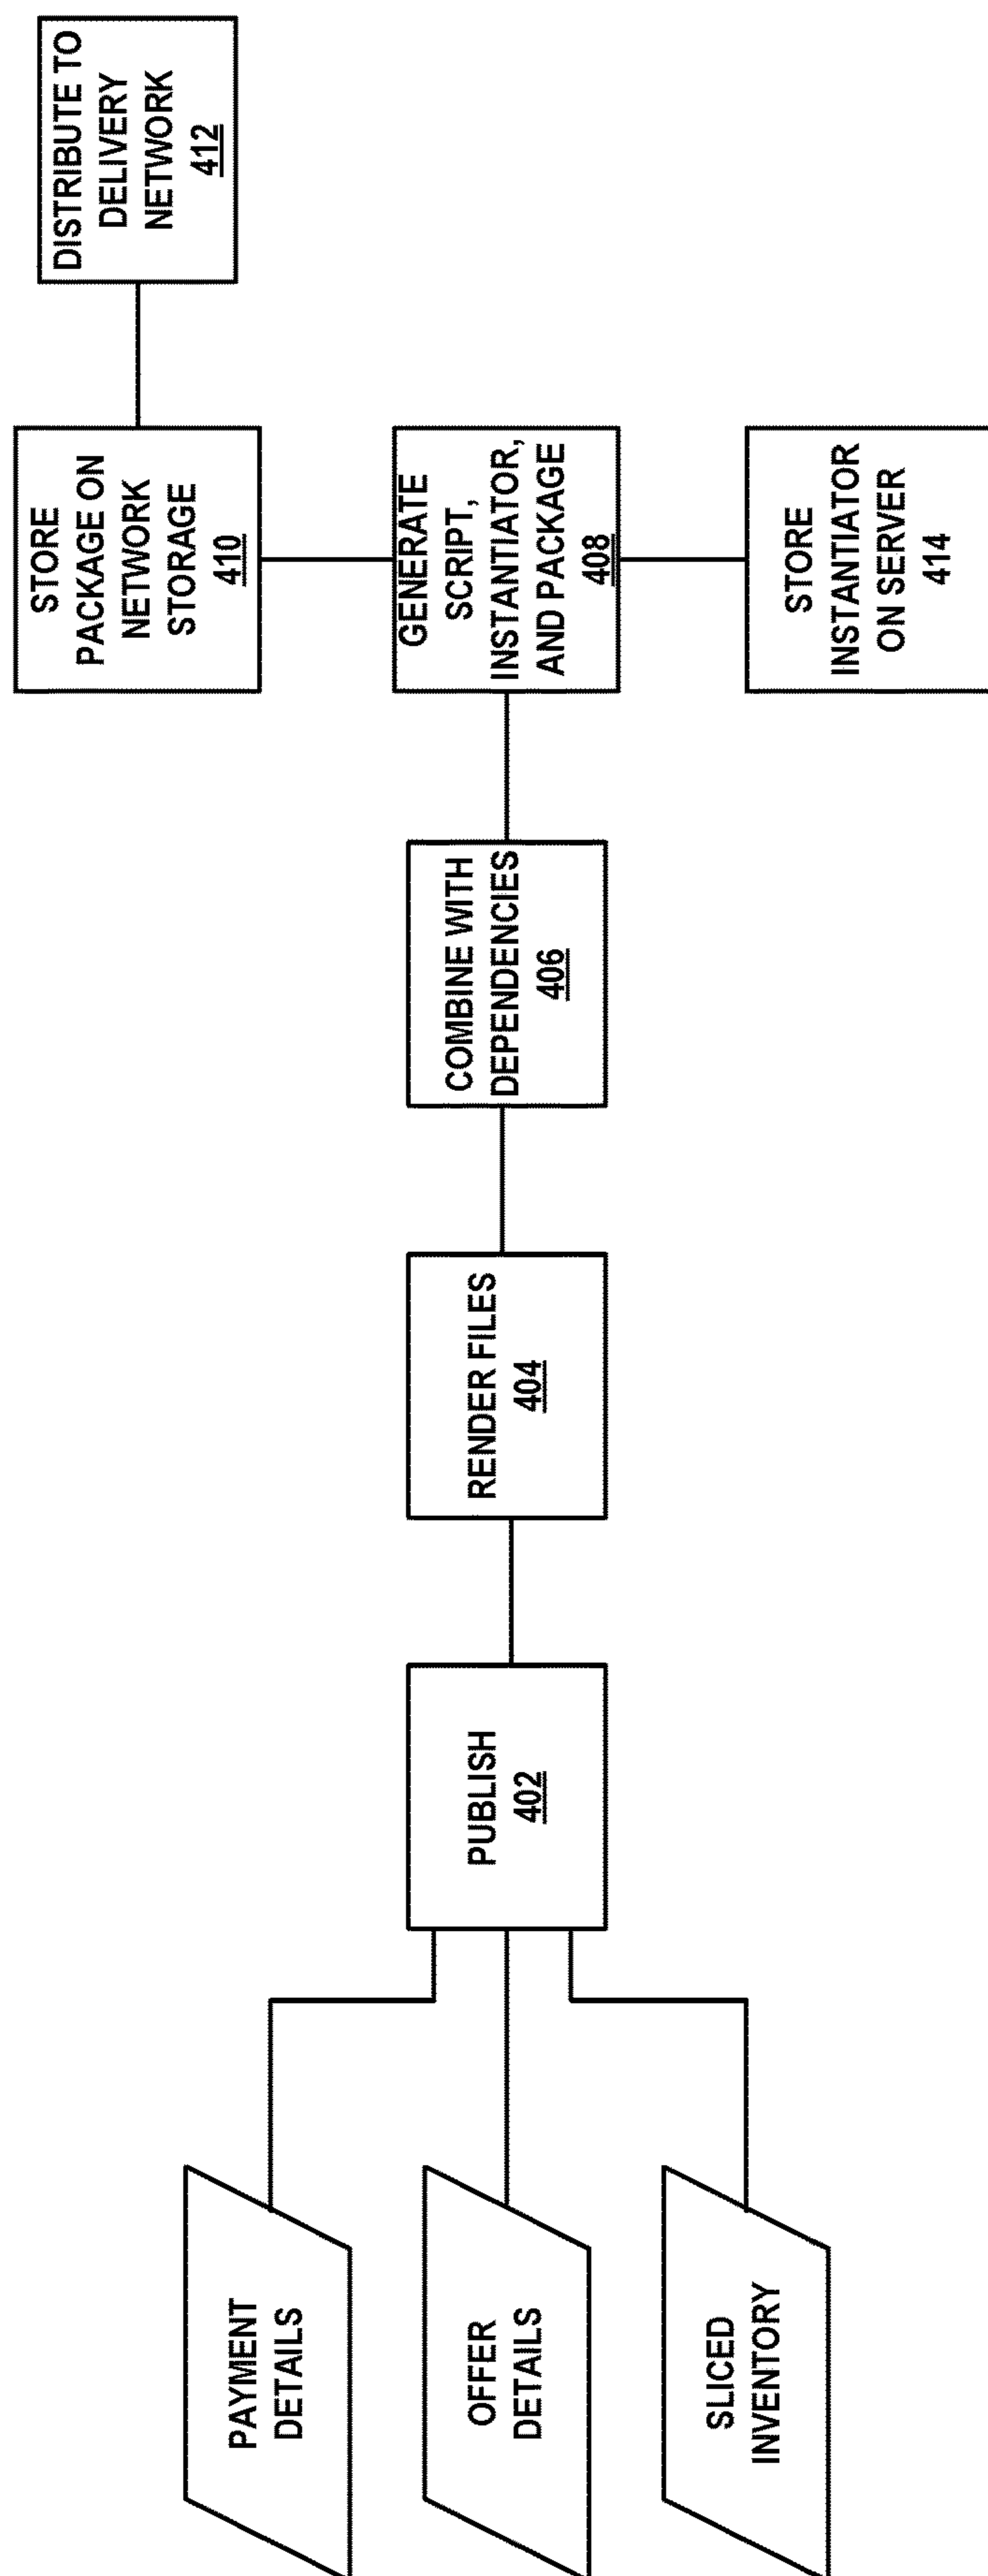 PAYMENT
DETAILS
OFFER
DETAILS
SLICED
INVENTORY
PUBLISH
402
RENDER FILES
404
COMBINE WITH
DEPENDENCIES
406
GENERATE
SCRIPT,
INSTANTIATOR,
AND PACKAGE
408
STORE
PACKAGE ON
NETWORK
STORAGE
410
DISTRIBUTE TO
DELIVERY
NETWORK
412
STORE
INSTANTIATOR
ON SERVER
414